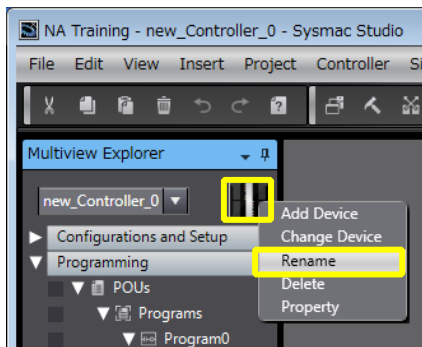 NA Training - new_Controller_0 - Sysmac Studio
File Edit View Insert Project Controller
Multiview Explorer
new_Controller_0
Add Device
Configurations and Setup
Change Device
Programming
Rename
POUs
Delete
Programs
Property
Program0